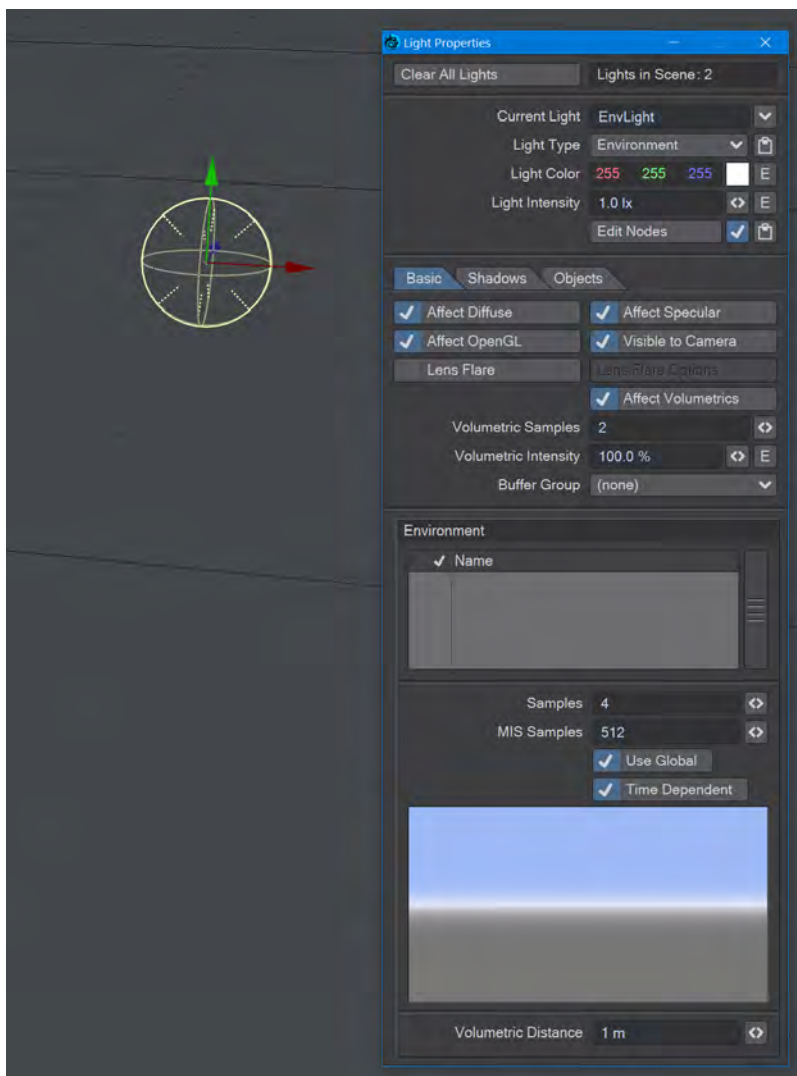 Light Properties
Clear All Lights
Lights in Scene: 2
Current Light EnvLight
Light Type Environment
Light Color 255 255 255 E
Light Intensity 1.0 lx E
Edit Nodes
Basic Shadows Objects
Affect Diffuse Affect Specular
Affect OpenGL Visible to Camera
Lens Flare Lens Flare Options
Affect Volumetrics
Volumetric Samples 2
Volumetric Intensity 100.0 % E
Buffer Group (none)
Environment
Name
Samples 4
MIS Samples 512
Use Global
Time Dependent
Volumetric Distance 1 m